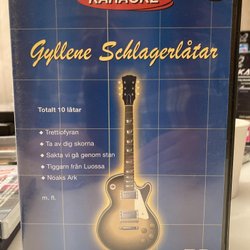 KARAOKE
Gyllene Schlagerlåtar
Totalt 10 låtar
• Trettiofyran
• Ta av dig skorna
• Sakta vi gå genom stan
• Tiggarn från Luossa
• Noaks Ark
m. fl.